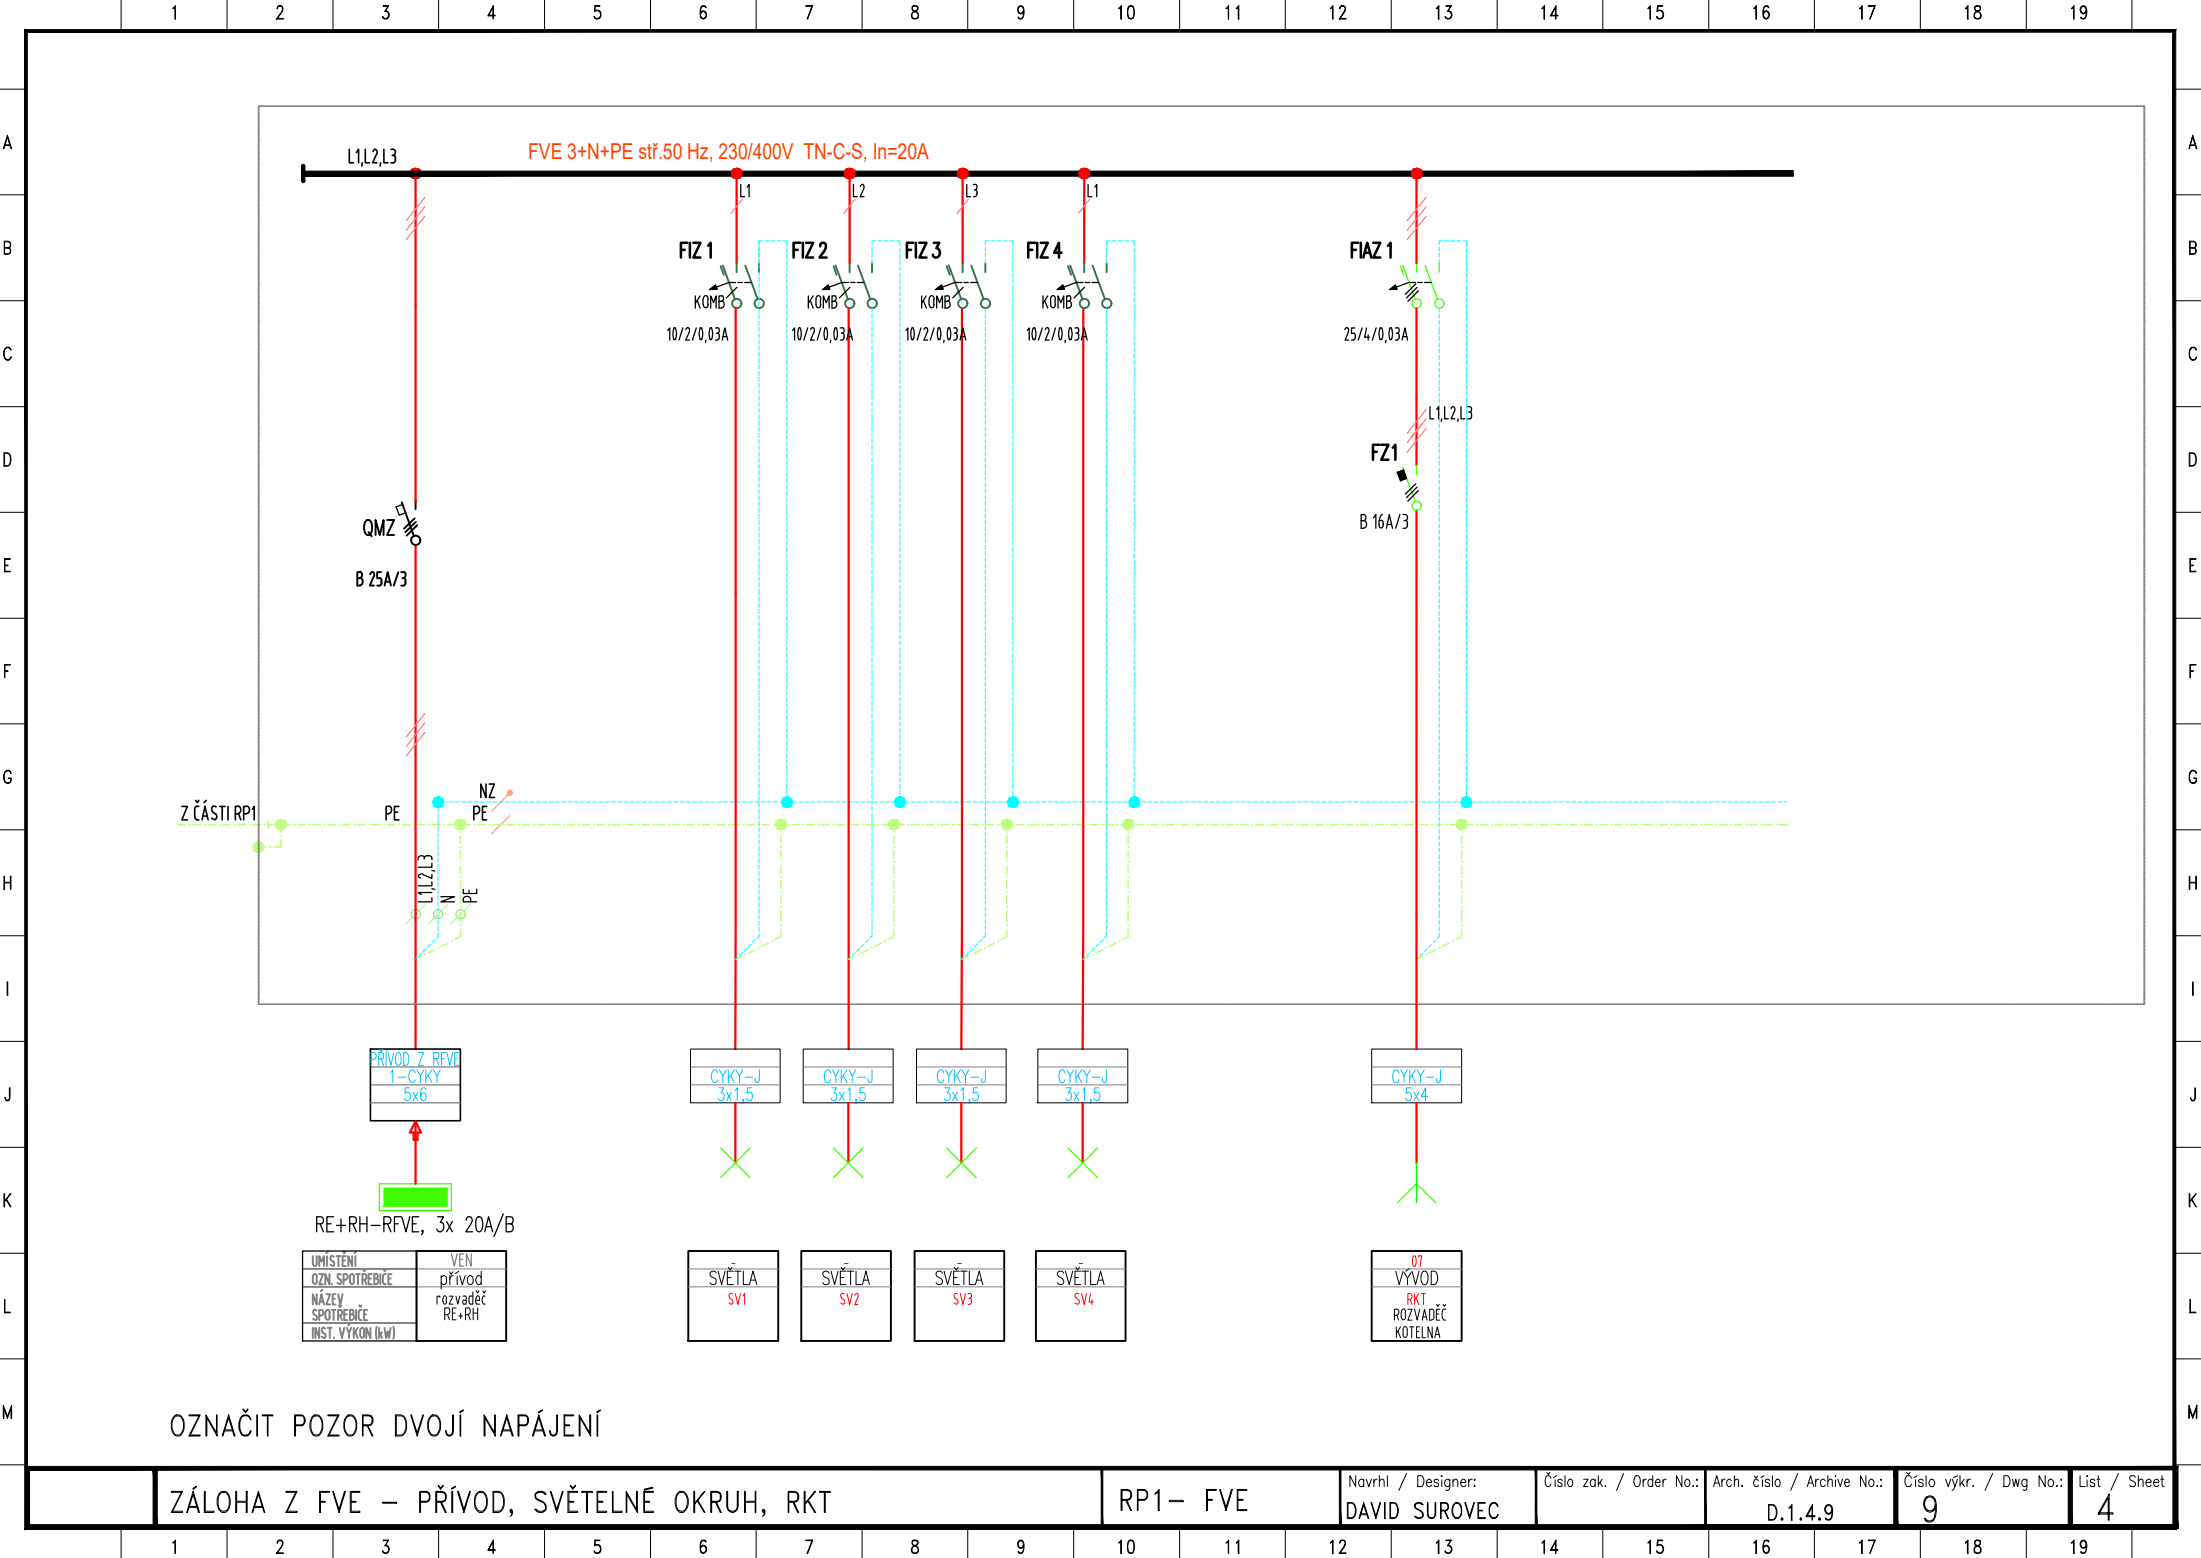 1 2 3 4 5 6 7 8 9 10 11 12 13 14 15 16 17 18 19
A A
L1,L2,L3
FVE 3+N+PE stř.50 Hz, 230/400V TN-C-S, In=20A
L1 L2 L3 L1
B B
FIZ 1 FIZ 2 FIZ 3 FIZ 4 FIAZ 1
KOMB KOMB KOMB KOMB
10/2/0,03A 10/2/0,03A 10/2/0,03A 10/2/0,03A 25/4/0,03A
C C
L1,L2,L3
FZ1
D D
B 16A/3
QMZ
E E
B 25A/3
F F
G G
NZ
Z ČÁSTI RP1 PE PE
H H
L1,L2,L3
N
PE
I I
PŘÍVOD Z RFVE
1-CYKY
5x6
CYKY-J
3x1,5
CYKY-J
3x1,5
CYKY-J
3x1,5
CYKY-J
3x1,5
CYKY-J
5x4
J J
K K
RE+RH-RFVE, 3x 20A/B
UMÍSTĚNÍ VEN
OZN. SPOTŘEBIČE přívod
NÁZEV SPOTŘEBIČE rozvaděč RE+RH
INST. VÝKON (kW)
-
SVĚTLA
SV1
-
SVĚTLA
SV2
-
SVĚTLA
SV3
-
SVĚTLA
SV4
07
VÝVOD
RKT
ROZVADĚČ
KOTELNA
L L
M M
OZNAČIT POZOR DVOJÍ NAPÁJENÍ
ZÁLOHA Z FVE - PŘÍVOD, SVĚTELNÉ OKRUH, RKT
RP1- FVE
Navrhl / Designer:
DAVID SUROVEC
Číslo zak. / Order No.:
Arch. číslo / Archive No.:
D.1.4.9
Číslo výkr. / Dwg No.:
9
List / Sheet
4
1 2 3 4 5 6 7 8 9 10 11 12 13 14 15 16 17 18 19